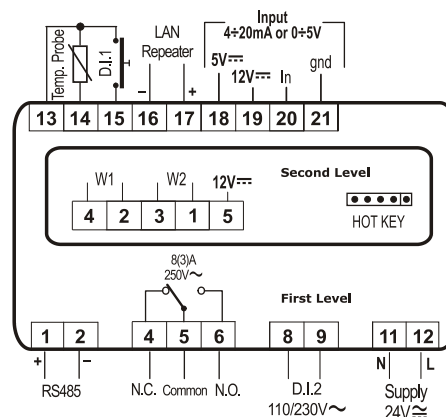 Input
4÷20mA or 0÷5V
LAN
Repeater
Temp. Probe
D.I.1
5V⎓ 12V⎓ In gnd
– +
13 14 15 16 17 18 19 20 21
Second Level
W1 W2 12V⎓
4 2 3 1 5
HOT KEY
8(3)A
250V~
First Level
1 2 4 5 6 8 9 11 12
+ – N L
RS485 N.C. Common N.O. D.I.2 Supply
110/230V~ 24V≂